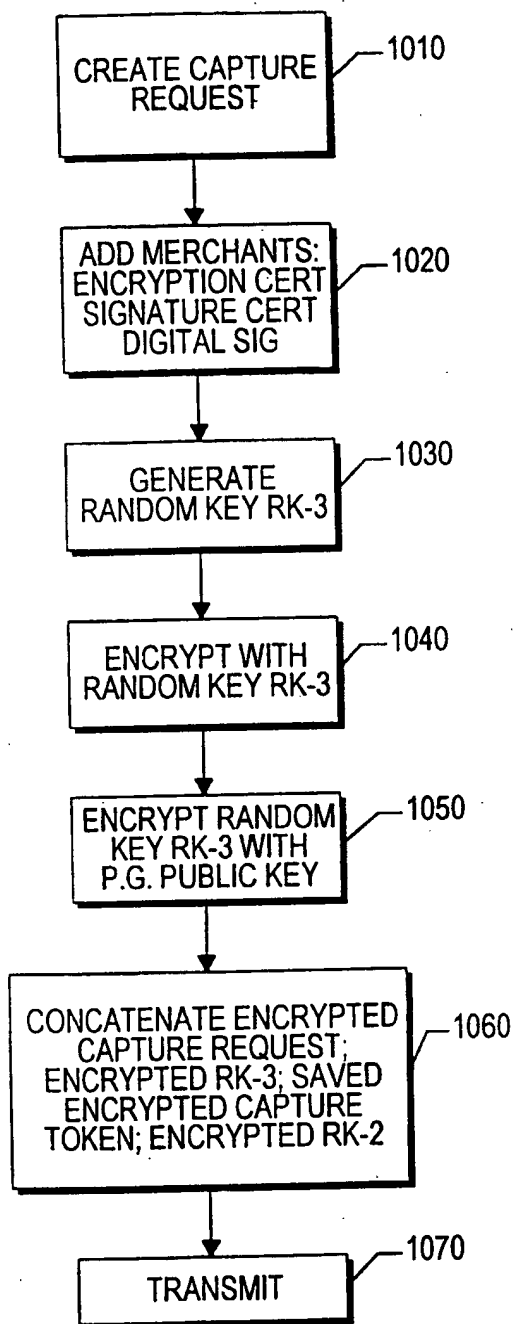 CREATE CAPTURE
REQUEST
1010
ADD MERCHANTS:
ENCRYPTION CERT
SIGNATURE CERT
DIGITAL SIG
1020
GENERATE
RANDOM KEY RK-3
1030
ENCRYPT WITH
RANDOM KEY RK-3
1040
ENCRYPT RANDOM
KEY RK-3 WITH
P.G. PUBLIC KEY
1050
CONCATENATE ENCRYPTED
CAPTURE REQUEST;
ENCRYPTED RK-3; SAVED
ENCRYPTED CAPTURE
TOKEN; ENCRYPTED RK-2
1060
TRANSMIT
1070